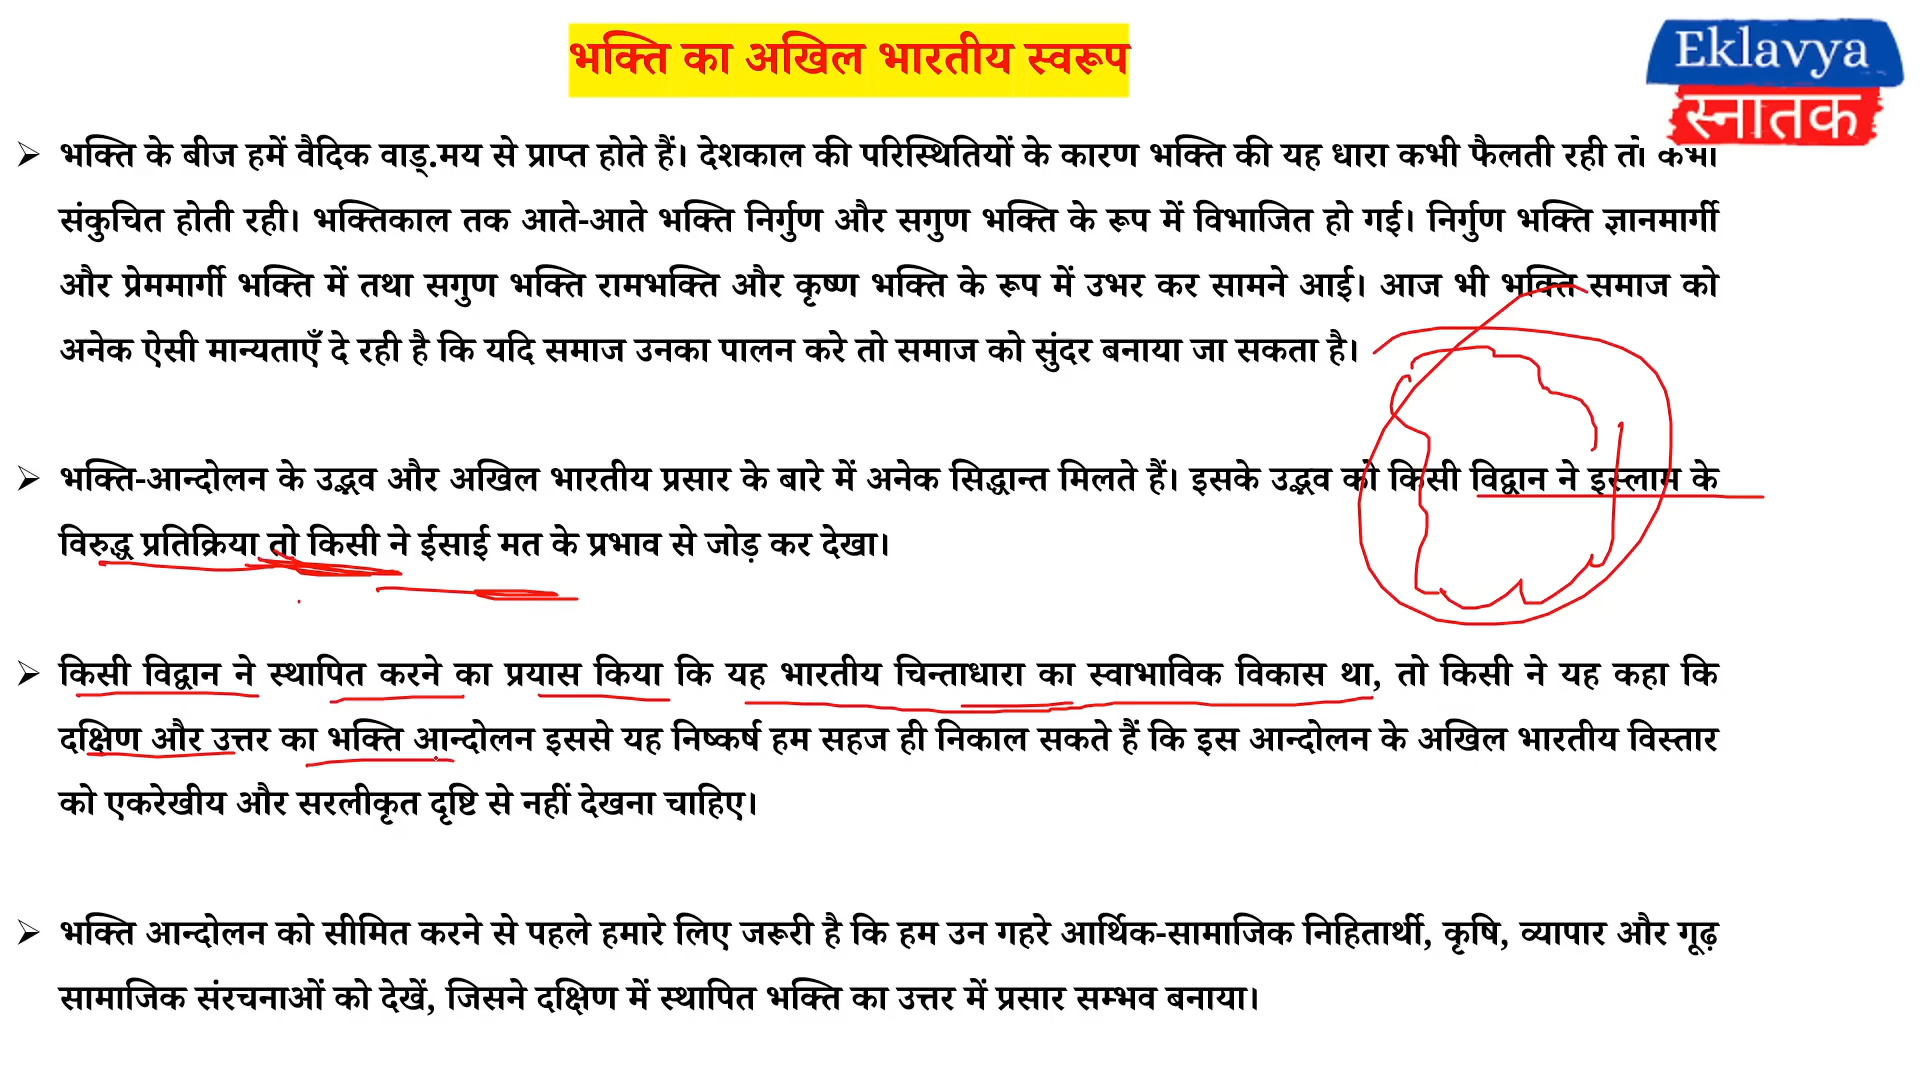 भक्ति का अखिल भारतीय स्वरूप
Eklavya
स्नातक
➢ भक्ति के बीज हमें वैदिक वाड्.मय से प्राप्त होते हैं। देशकाल की परिस्थितियों के कारण भक्ति की यह धारा कभी फैलती रही तो कभी
संकुचित होती रही। भक्तिकाल तक आते-आते भक्ति निर्गुण और सगुण भक्ति के रूप में विभाजित हो गई। निर्गुण भक्ति ज्ञानमार्गी
और प्रेममार्गी भक्ति में तथा सगुण भक्ति रामभक्ति और कृष्ण भक्ति के रूप में उभर कर सामने आई। आज भी भक्ति समाज को
अनेक ऐसी मान्यताएँ दे रही है कि यदि समाज उनका पालन करे तो समाज को सुंदर बनाया जा सकता है।
➢ भक्ति-आन्दोलन के उद्भव और अखिल भारतीय प्रसार के बारे में अनेक सिद्धान्त मिलते हैं। इसके उद्भव को किसी विद्वान ने इस्लाम के
विरुद्ध प्रतिक्रिया तो किसी ने ईसाई मत के प्रभाव से जोड़ कर देखा।
➢ किसी विद्वान ने स्थापित करने का प्रयास किया कि यह भारतीय चिन्ताधारा का स्वाभाविक विकास था, तो किसी ने यह कहा कि
दक्षिण और उत्तर का भक्ति आन्दोलन इससे यह निष्कर्ष हम सहज ही निकाल सकते हैं कि इस आन्दोलन के अखिल भारतीय विस्तार
को एकरेखीय और सरलीकृत दृष्टि से नहीं देखना चाहिए।
➢ भक्ति आन्दोलन को सीमित करने से पहले हमारे लिए जरूरी है कि हम उन गहरे आर्थिक-सामाजिक निहितार्थी, कृषि, व्यापार और गूढ़
सामाजिक संरचनाओं को देखें, जिसने दक्षिण में स्थापित भक्ति का उत्तर में प्रसार सम्भव बनाया।